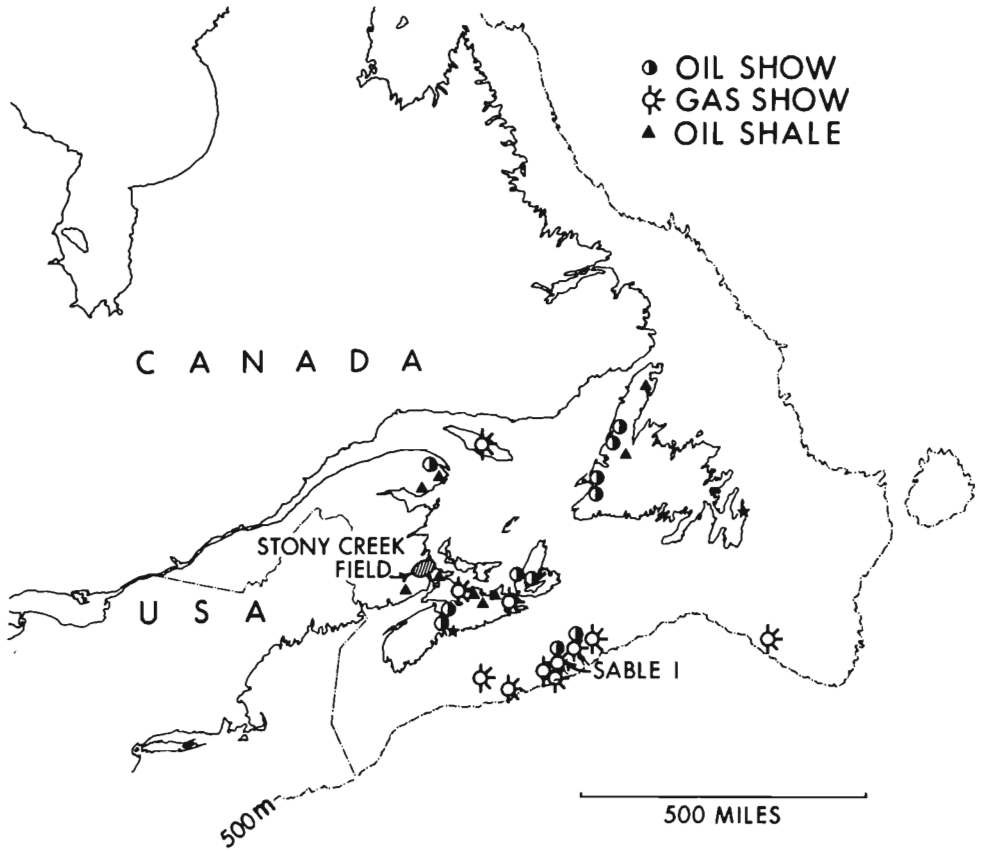 OIL SHOW
GAS SHOW
OIL SHALE
CANADA
STONY CREEK
FIELD
USA
SABLE I
500 MILES
500m